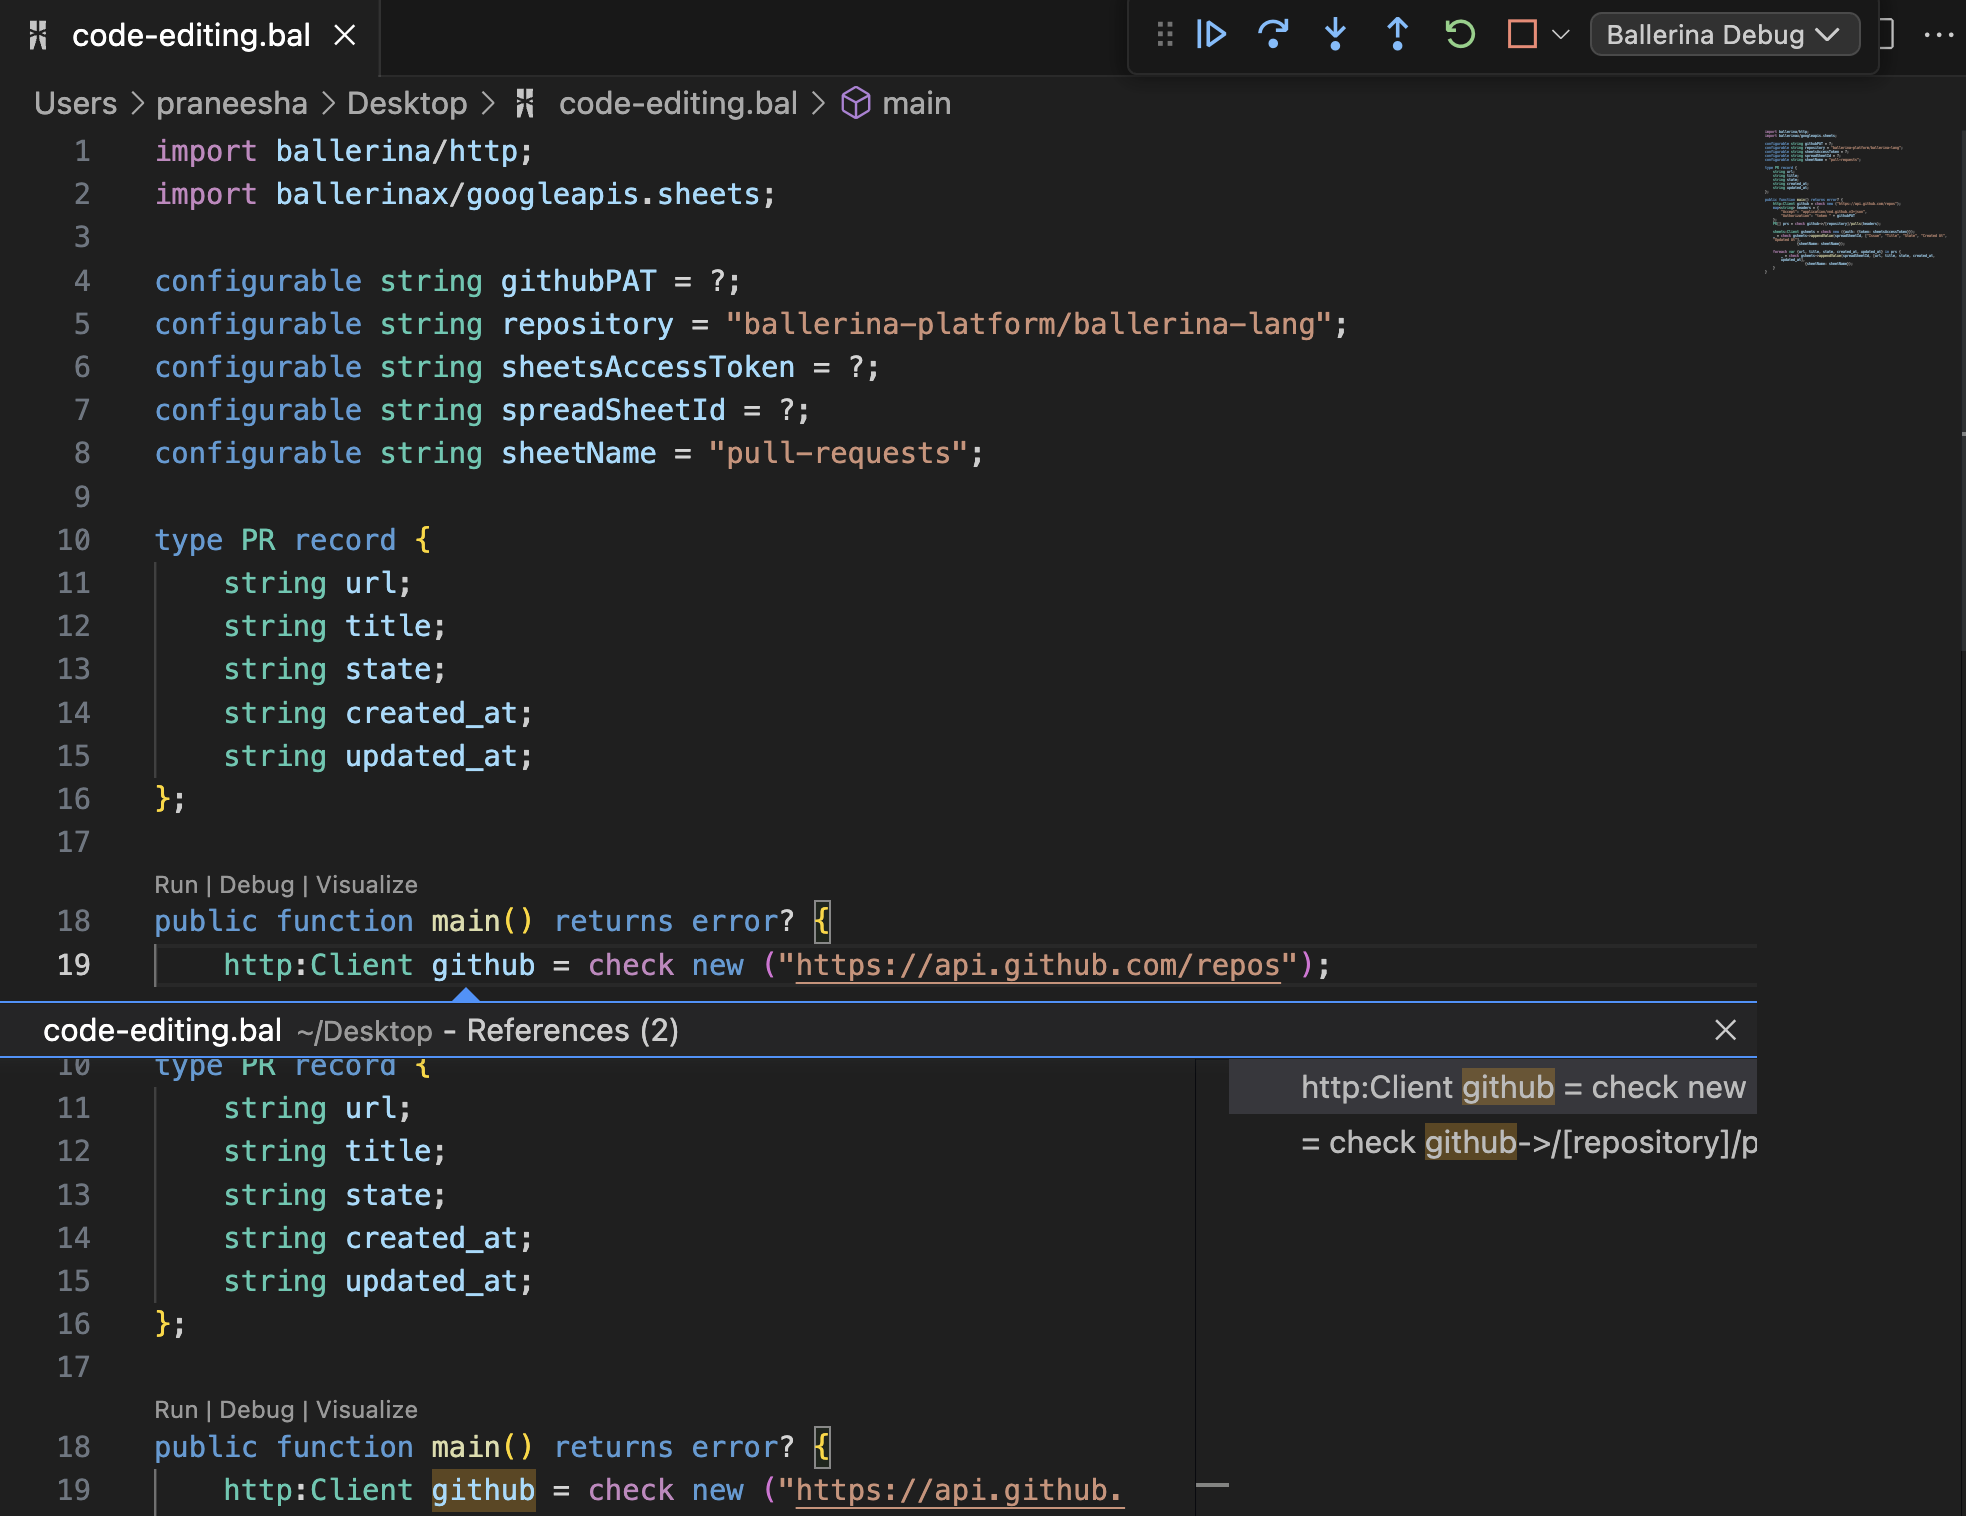 code-editing.bal
Ballerina Debug
Users > praneesha > Desktop > code-editing.bal > main
1 import ballerina/http;
2 import ballerinax/googleapis.sheets;
3
4 configurable string githubPAT = ?;
5 configurable string repository = "ballerina-platform/ballerina-lang";
6 configurable string sheetsAccessToken = ?;
7 configurable string spreadSheetId = ?;
8 configurable string sheetName = "pull-requests";
9
10 type PR record {
11 string url;
12 string title;
13 string state;
14 string created_at;
15 string updated_at;
16 };
17
Run | Debug | Visualize
18 public function main() returns error? {
19 http:Client github = check new ("https://api.github.com/repos");
code-editing.bal ~/Desktop - References (2)
10 type PR record {
11 string url;
12 string title;
13 string state;
14 string created_at;
15 string updated_at;
16 };
17
Run | Debug | Visualize
18 public function main() returns error? {
19 http:Client github = check new ("https://api.github.
http:Client github = check new
= check github->/[repository]/p